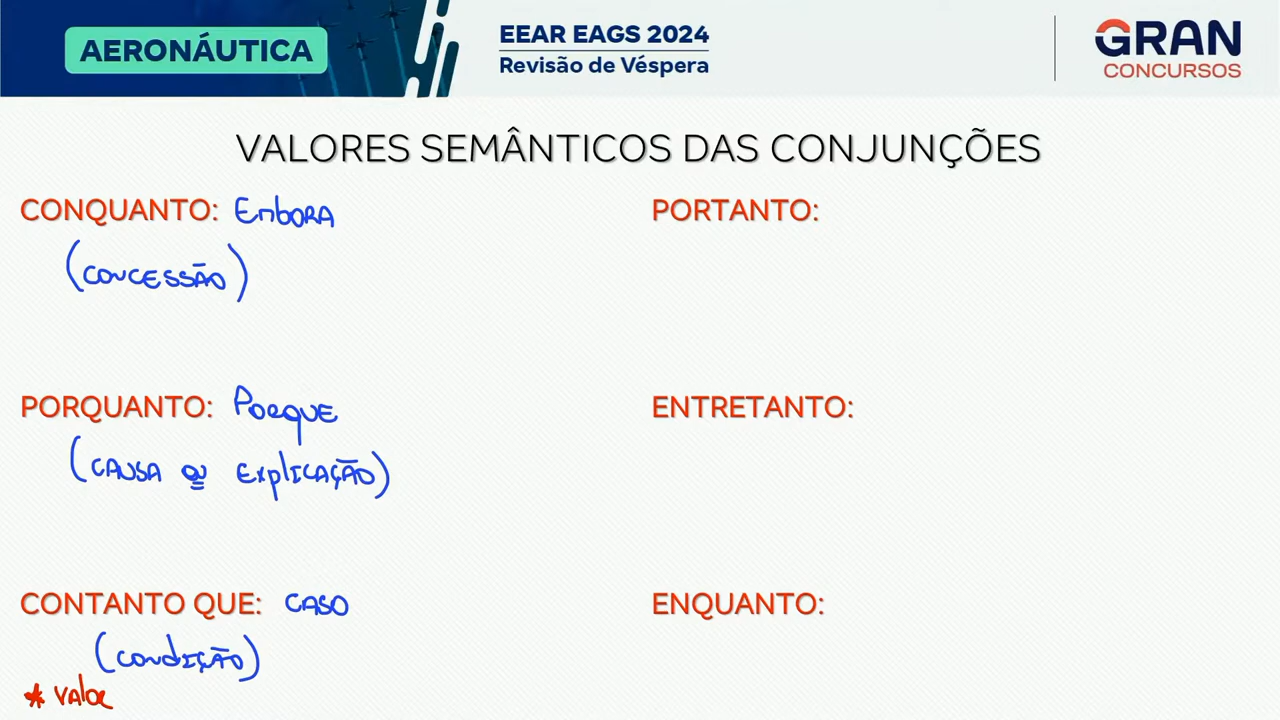 AERONÁUTICA
EEAR EAGS 2024
Revisão de Véspera
GRAN
CONCURSOS
VALORES SEMÂNTICOS DAS CONJUNÇÕES
CONQUANTO: EmbORA
(CONCESSÃO)
PORQUANTO: PORQUE
(CAUSA OU ExplICAÇÃO)
CONTANTO QUE: CASO
(CONdIÇÃO)
* VAlOR
PORTANTO:
ENTRETANTO:
ENQUANTO: